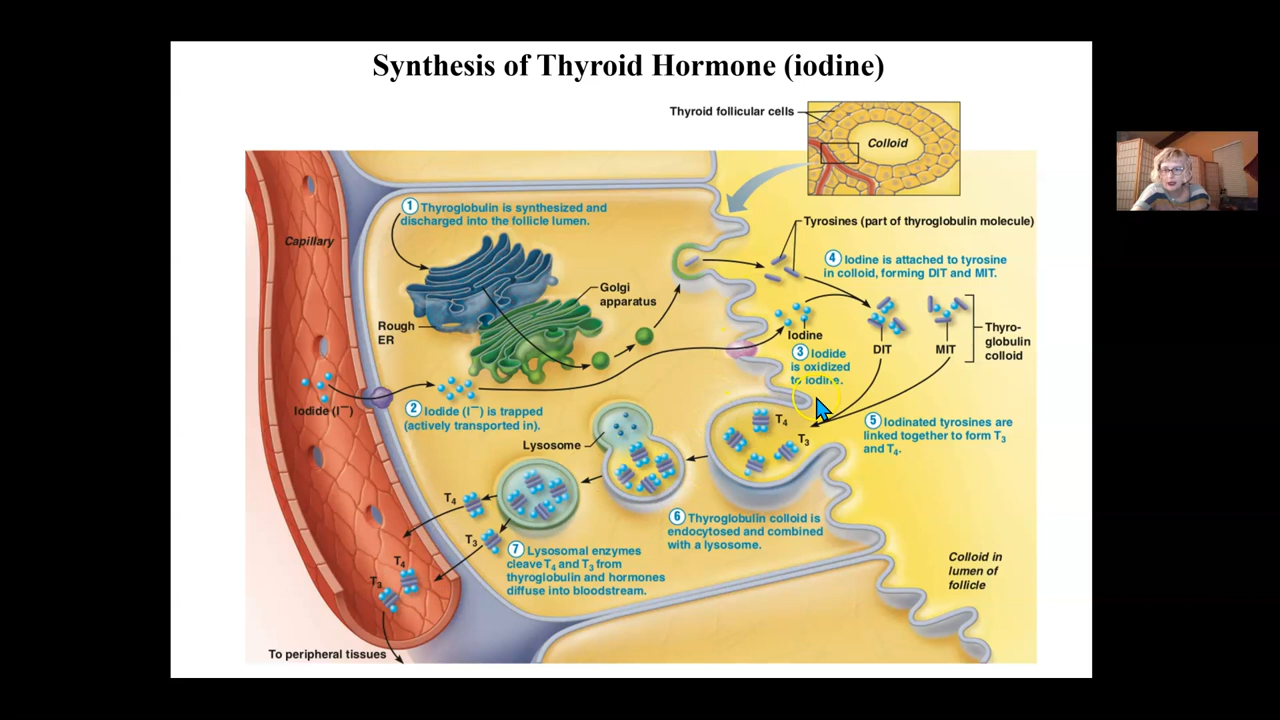 Synthesis of Thyroid Hormone (iodine)
Thyroid follicular cells
Colloid
1 Thyroglobulin is synthesized and
discharged into the follicle lumen.
Capillary
Tyrosines (part of thyroglobulin molecule)
4 Iodine is attached to tyrosine
in colloid, forming DIT and MIT.
Golgi
apparatus
Rough
ER
Iodine
DIT
MIT
Thyro-
globulin
colloid
3 Iodide
is oxidized
to iodine.
Iodide (I⁻)
2 Iodide (I⁻) is trapped
(actively transported in).
T₄
T₃
5 Iodinated tyrosines are
linked together to form T₃
and T₄.
Lysosome
T₄
6 Thyroglobulin colloid is
endocytosed and combined
with a lysosome.
T₃
7 Lysosomal enzymes
cleave T₄ and T₃ from
thyroglobulin and hormones
diffuse into bloodstream.
T₄
T₃
Colloid in
lumen of
follicle
To peripheral tissues